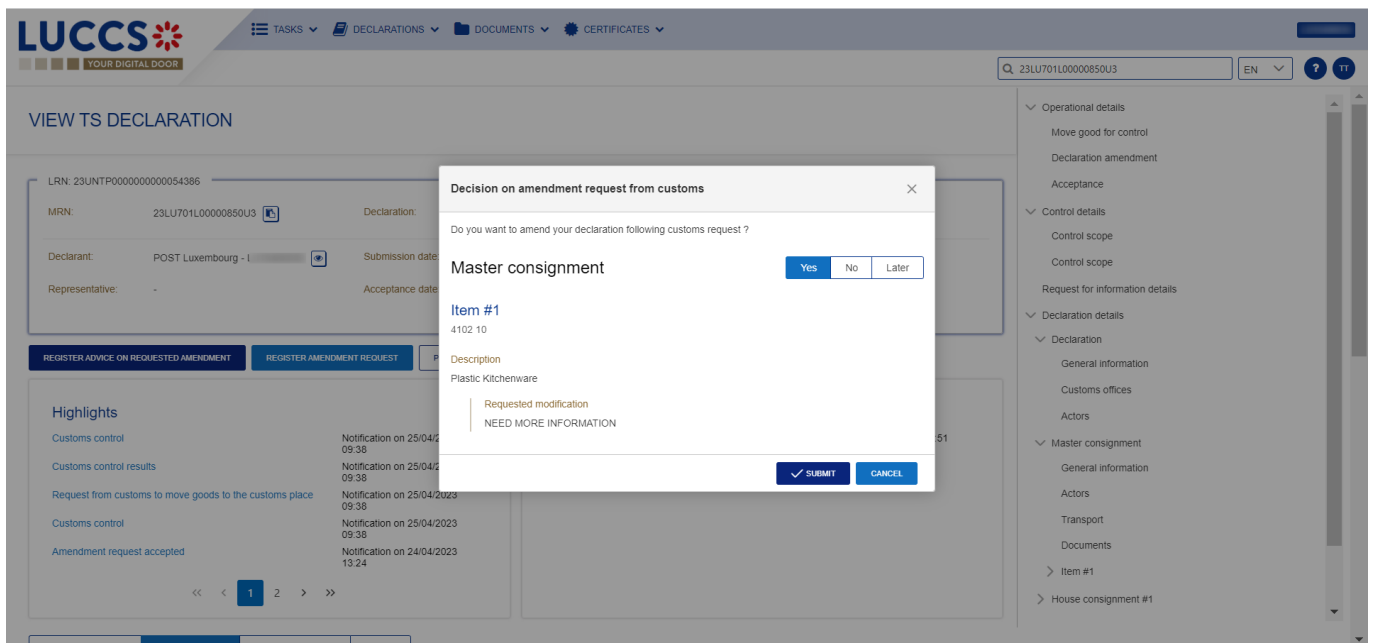 LUCCS
YOUR DIGITAL DOOR
TASKS
DECLARATIONS
DOCUMENTS
CERTIFICATES
23LU701L00000850U3
EN
?
TT
VIEW TS DECLARATION
LRN: 23UNTP0000000000054386
MRN:
23LU701L00000850U3
Declaration:
Declarant:
POST Luxembourg - L
Submission date:
Representative:
-
Acceptance date
REGISTER ADVICE ON REQUESTED AMENDMENT
REGISTER AMENDMENT REQUEST
P
Highlights
Customs control
Notification on 25/04/2
09:38
Customs control results
Notification on 25/04/2
09:38
Request from customs to move goods to the customs place
Notification on 25/04/2023
09:38
Customs control
Notification on 25/04/2023
09:38
Amendment request accepted
Notification on 24/04/2023
13:24
<< < 1 2 > >>
:51
Decision on amendment request from customs
Do you want to amend your declaration following customs request ?
Master consignment
Yes
No
Later
Item #1
4102 10
Description
Plastic Kitchenware
Requested modification
NEED MORE INFORMATION
SUBMIT
CANCEL
Operational details
Move good for control
Declaration amendment
Acceptance
Control details
Control scope
Control scope
Request for information details
Declaration details
Declaration
General information
Customs offices
Actors
Master consignment
General information
Actors
Transport
Documents
Item #1
House consignment #1